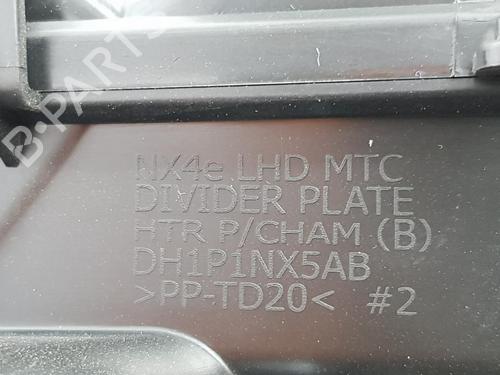 B-PARTS
NX4e LHD MTC
DIVIDER PLATE
HTR P/CHAM (B)
DH1P1NX5AB
>PP-TD20< #2